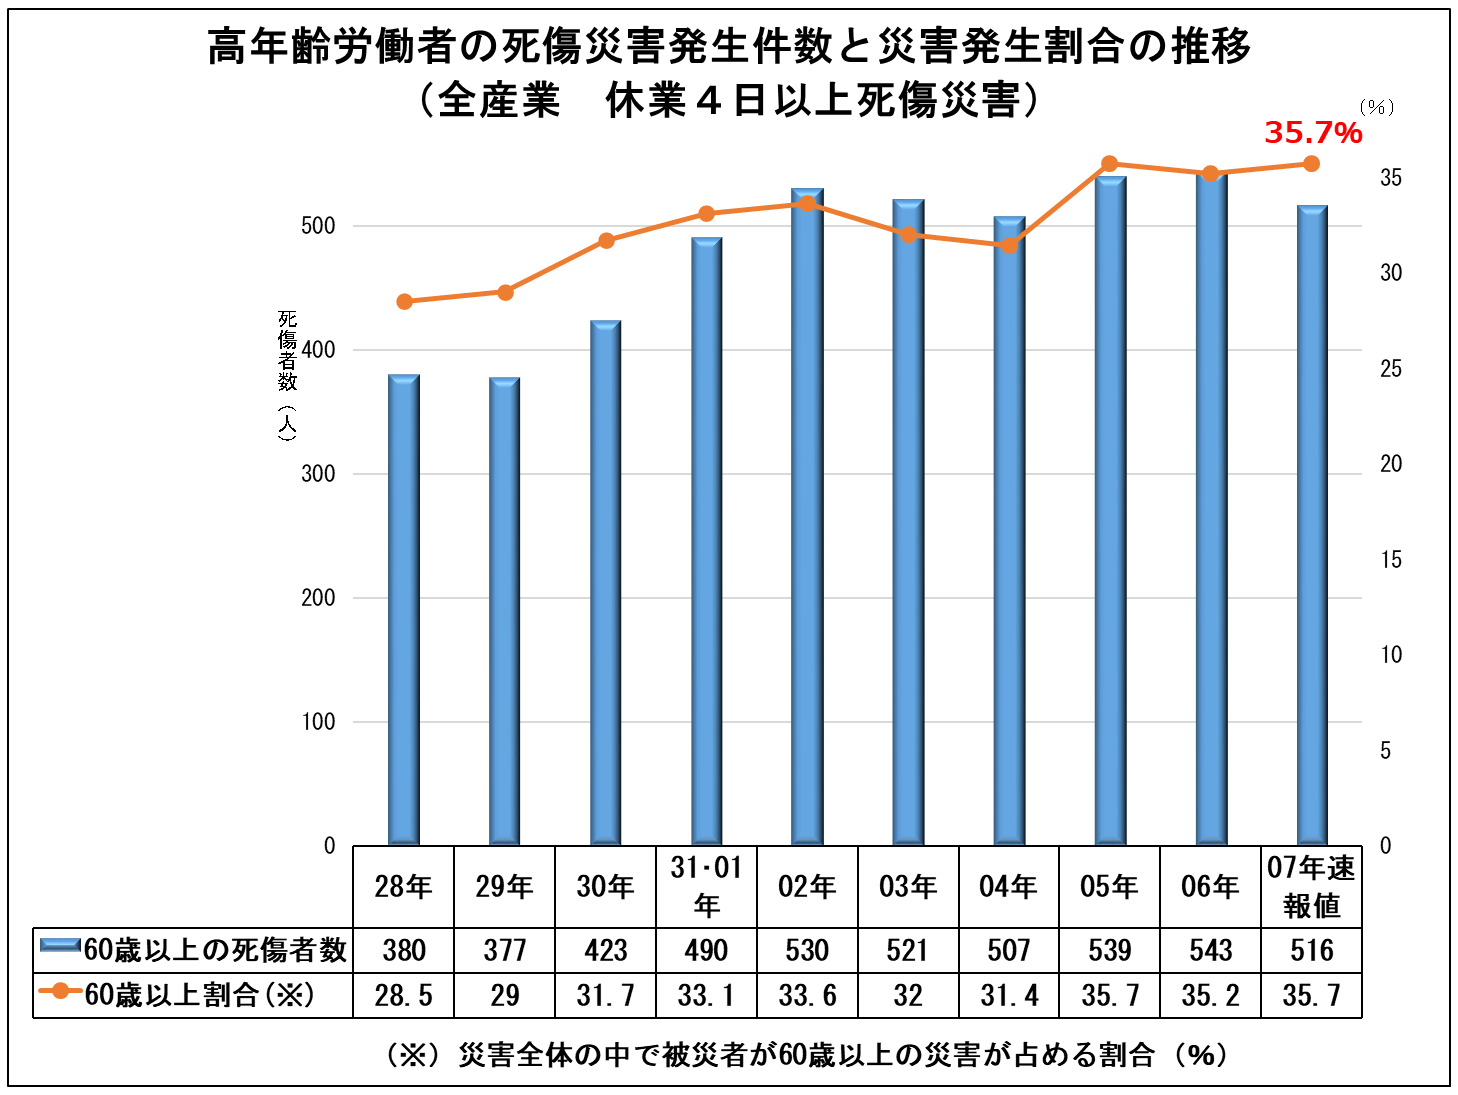 高年齢労働者の死傷災害発生件数と災害発生割合の推移
（全産業　休業４日以上死傷災害）
（%）
35.7%
死傷者数（人）
500
400
300
200
100
0
35
30
25
20
15
10
5
0
28年 29年 30年 31･01年 02年 03年 04年 05年 06年 07年速報値
60歳以上の死傷者数 380 377 423 490 530 521 507 539 543 516
60歳以上割合(※) 28.5 29 31.7 33.1 33.6 32 31.4 35.7 35.2 35.7
（※）災害全体の中で被災者が60歳以上の災害が占める割合（%）